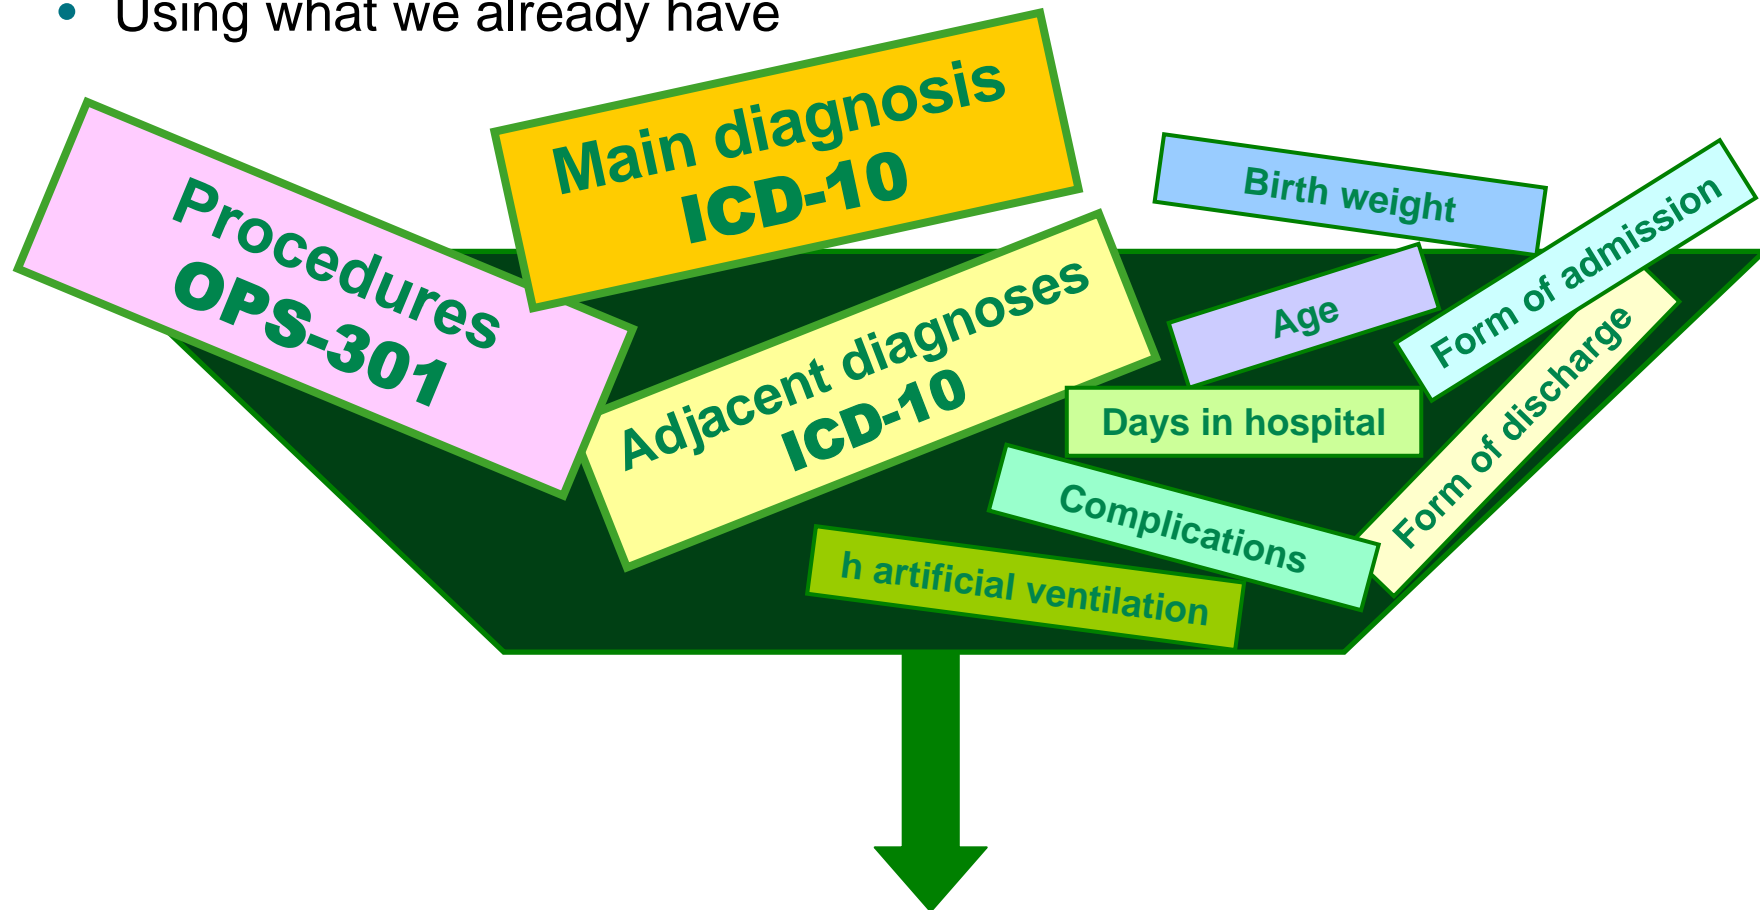 • Using what we already have
Main diagnosis
ICD-10
Procedures
OPS-301
Birth weight
Form of admission
Age
Adjacent diagnoses
ICD-10
Days in hospital
Form of discharge
Complications
h artificial ventilation